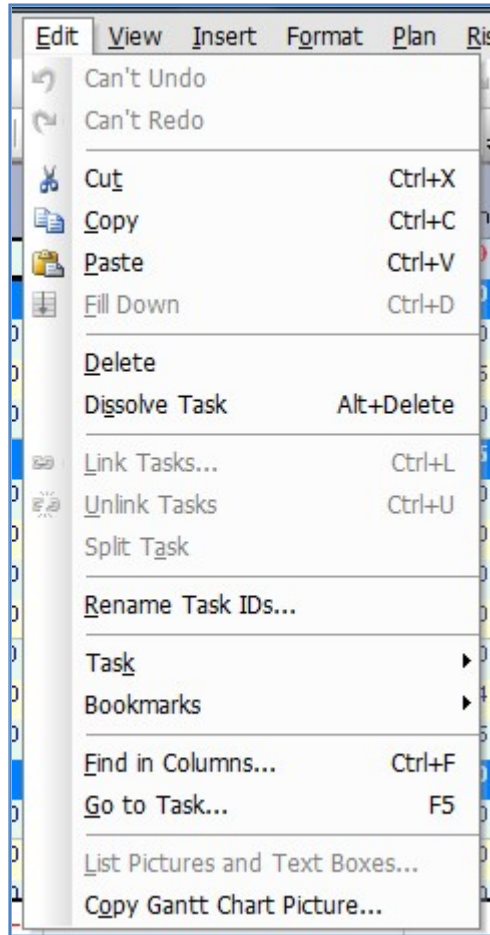 Edit View Insert Format Plan
Can't Undo
Can't Redo
Cut Ctrl+X
Copy Ctrl+C
Paste Ctrl+V
Fill Down Ctrl+D
Delete
Dissolve Task Alt+Delete
Link Tasks... Ctrl+L
Unlink Tasks Ctrl+U
Split Task
Rename Task IDs...
Task
Bookmarks
Find in Columns... Ctrl+F
Go to Task... F5
List Pictures and Text Boxes...
Copy Gantt Chart Picture...